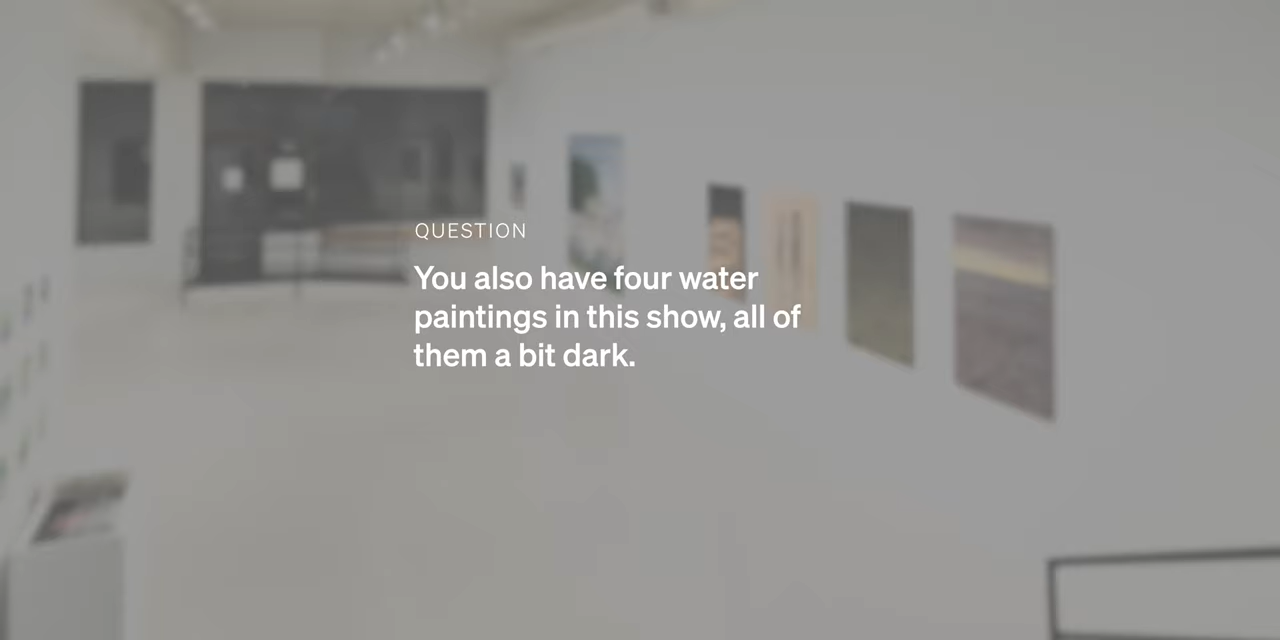 QUESTION
You also have four water
paintings in this show, all of
them a bit dark.